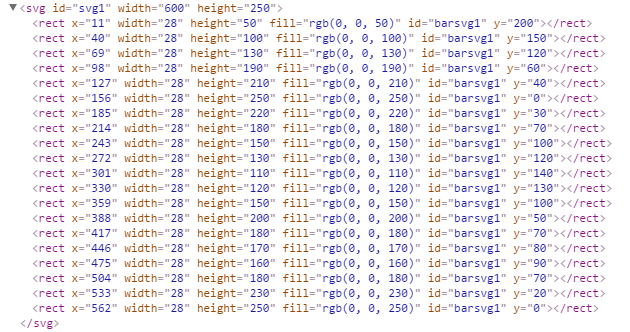 ▼<svg id="svg1" width="600" height="250">
<rect x="11" width="28" height="50" fill="rgb(0, 0, 50)" id="barsvg1" y="200"></rect>
<rect x="40" width="28" height="100" fill="rgb(0, 0, 100)" id="barsvg1" y="150"></rect>
<rect x="69" width="28" height="130" fill="rgb(0, 0, 130)" id="barsvg1" y="120"></rect>
<rect x="98" width="28" height="190" fill="rgb(0, 0, 190)" id="barsvg1" y="60"></rect>
<rect x="127" width="28" height="210" fill="rgb(0, 0, 210)" id="barsvg1" y="40"></rect>
<rect x="156" width="28" height="250" fill="rgb(0, 0, 250)" id="barsvg1" y="0"></rect>
<rect x="185" width="28" height="220" fill="rgb(0, 0, 220)" id="barsvg1" y="30"></rect>
<rect x="214" width="28" height="180" fill="rgb(0, 0, 180)" id="barsvg1" y="70"></rect>
<rect x="243" width="28" height="150" fill="rgb(0, 0, 150)" id="barsvg1" y="100"></rect>
<rect x="272" width="28" height="130" fill="rgb(0, 0, 130)" id="barsvg1" y="120"></rect>
<rect x="301" width="28" height="110" fill="rgb(0, 0, 110)" id="barsvg1" y="140"></rect>
<rect x="330" width="28" height="120" fill="rgb(0, 0, 120)" id="barsvg1" y="130"></rect>
<rect x="359" width="28" height="150" fill="rgb(0, 0, 150)" id="barsvg1" y="100"></rect>
<rect x="388" width="28" height="200" fill="rgb(0, 0, 200)" id="barsvg1" y="50"></rect>
<rect x="417" width="28" height="180" fill="rgb(0, 0, 180)" id="barsvg1" y="70"></rect>
<rect x="446" width="28" height="170" fill="rgb(0, 0, 170)" id="barsvg1" y="80"></rect>
<rect x="475" width="28" height="160" fill="rgb(0, 0, 160)" id="barsvg1" y="90"></rect>
<rect x="504" width="28" height="180" fill="rgb(0, 0, 180)" id="barsvg1" y="70"></rect>
<rect x="533" width="28" height="230" fill="rgb(0, 0, 230)" id="barsvg1" y="20"></rect>
<rect x="562" width="28" height="250" fill="rgb(0, 0, 250)" id="barsvg1" y="0"></rect>
</svg>